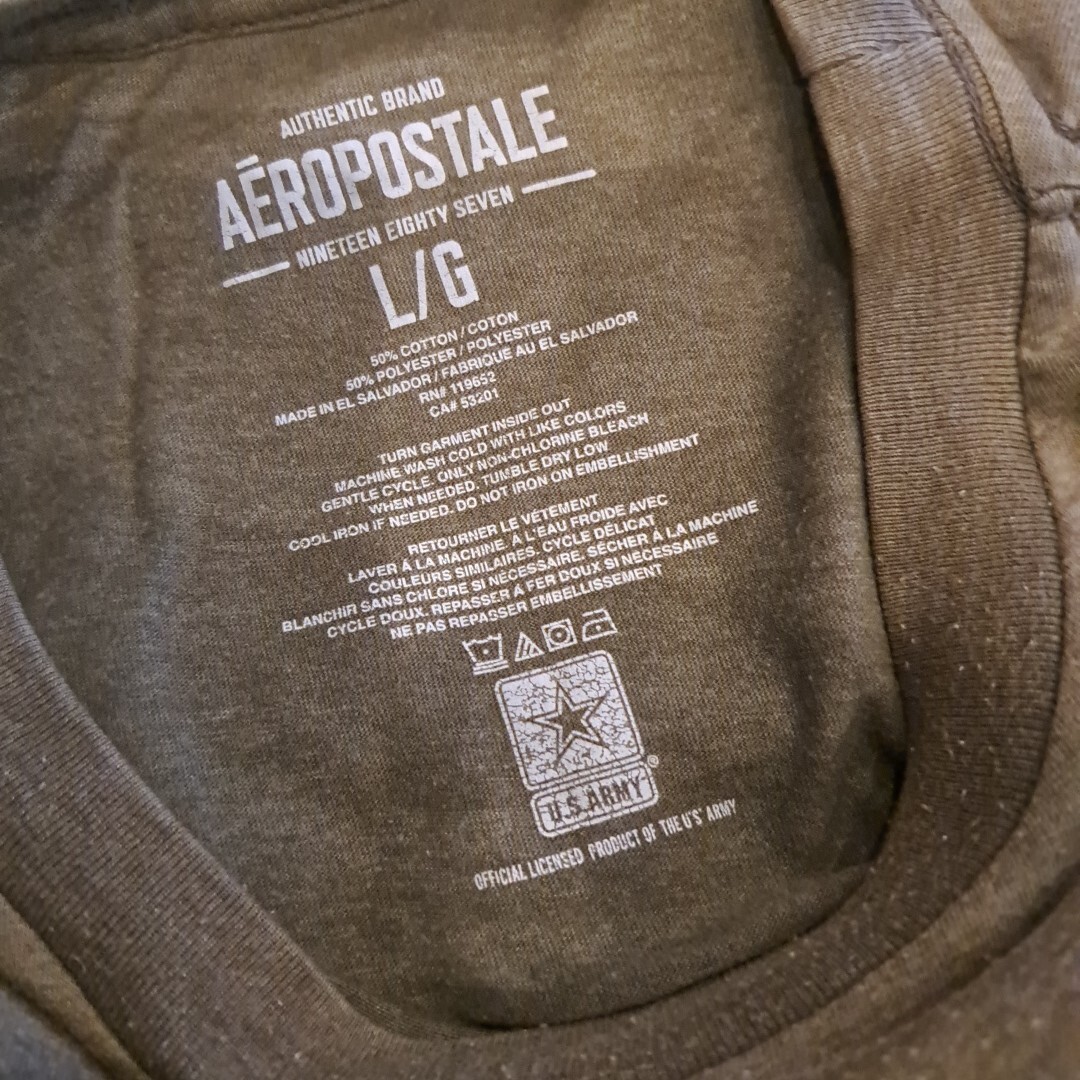 AUTHENTIC BRAND
AÉROPOSTALE
NINETEEN EIGHTY SEVEN
L/G
50% COTTON / COTON
50% POLYESTER / POLYESTER
MADE IN EL SALVADOR / FABRIQUE AU EL SALVADOR
RN# 119652
CA# 53201
TURN GARMENT INSIDE OUT
MACHINE WASH COLD WITH LIKE COLORS
GENTLE CYCLE. ONLY NON-CHLORINE BLEACH
WHEN NEEDED. TUMBLE DRY LOW
COOL IRON IF NEEDED. DO NOT IRON ON EMBELLISHMENT
RETOURNER LE VÉTEMENT
LAVER À LA MACHINE. À L'EAU FROIDE AVEC
COULEURS SIMILAIRES. CYCLE DÉLICAT
BLANCHIR SANS CHLORE SI NÉCESSAIRE. SÉCHER À LA MACHINE
CYCLE DOUX. REPASSER À FER DOUX SI NÉCESSAIRE
NE PAS REPASSER EMBELLISSEMENT
U.S.ARMY®
OFFICIAL LICENSED PRODUCT OF THE U.S. ARMY